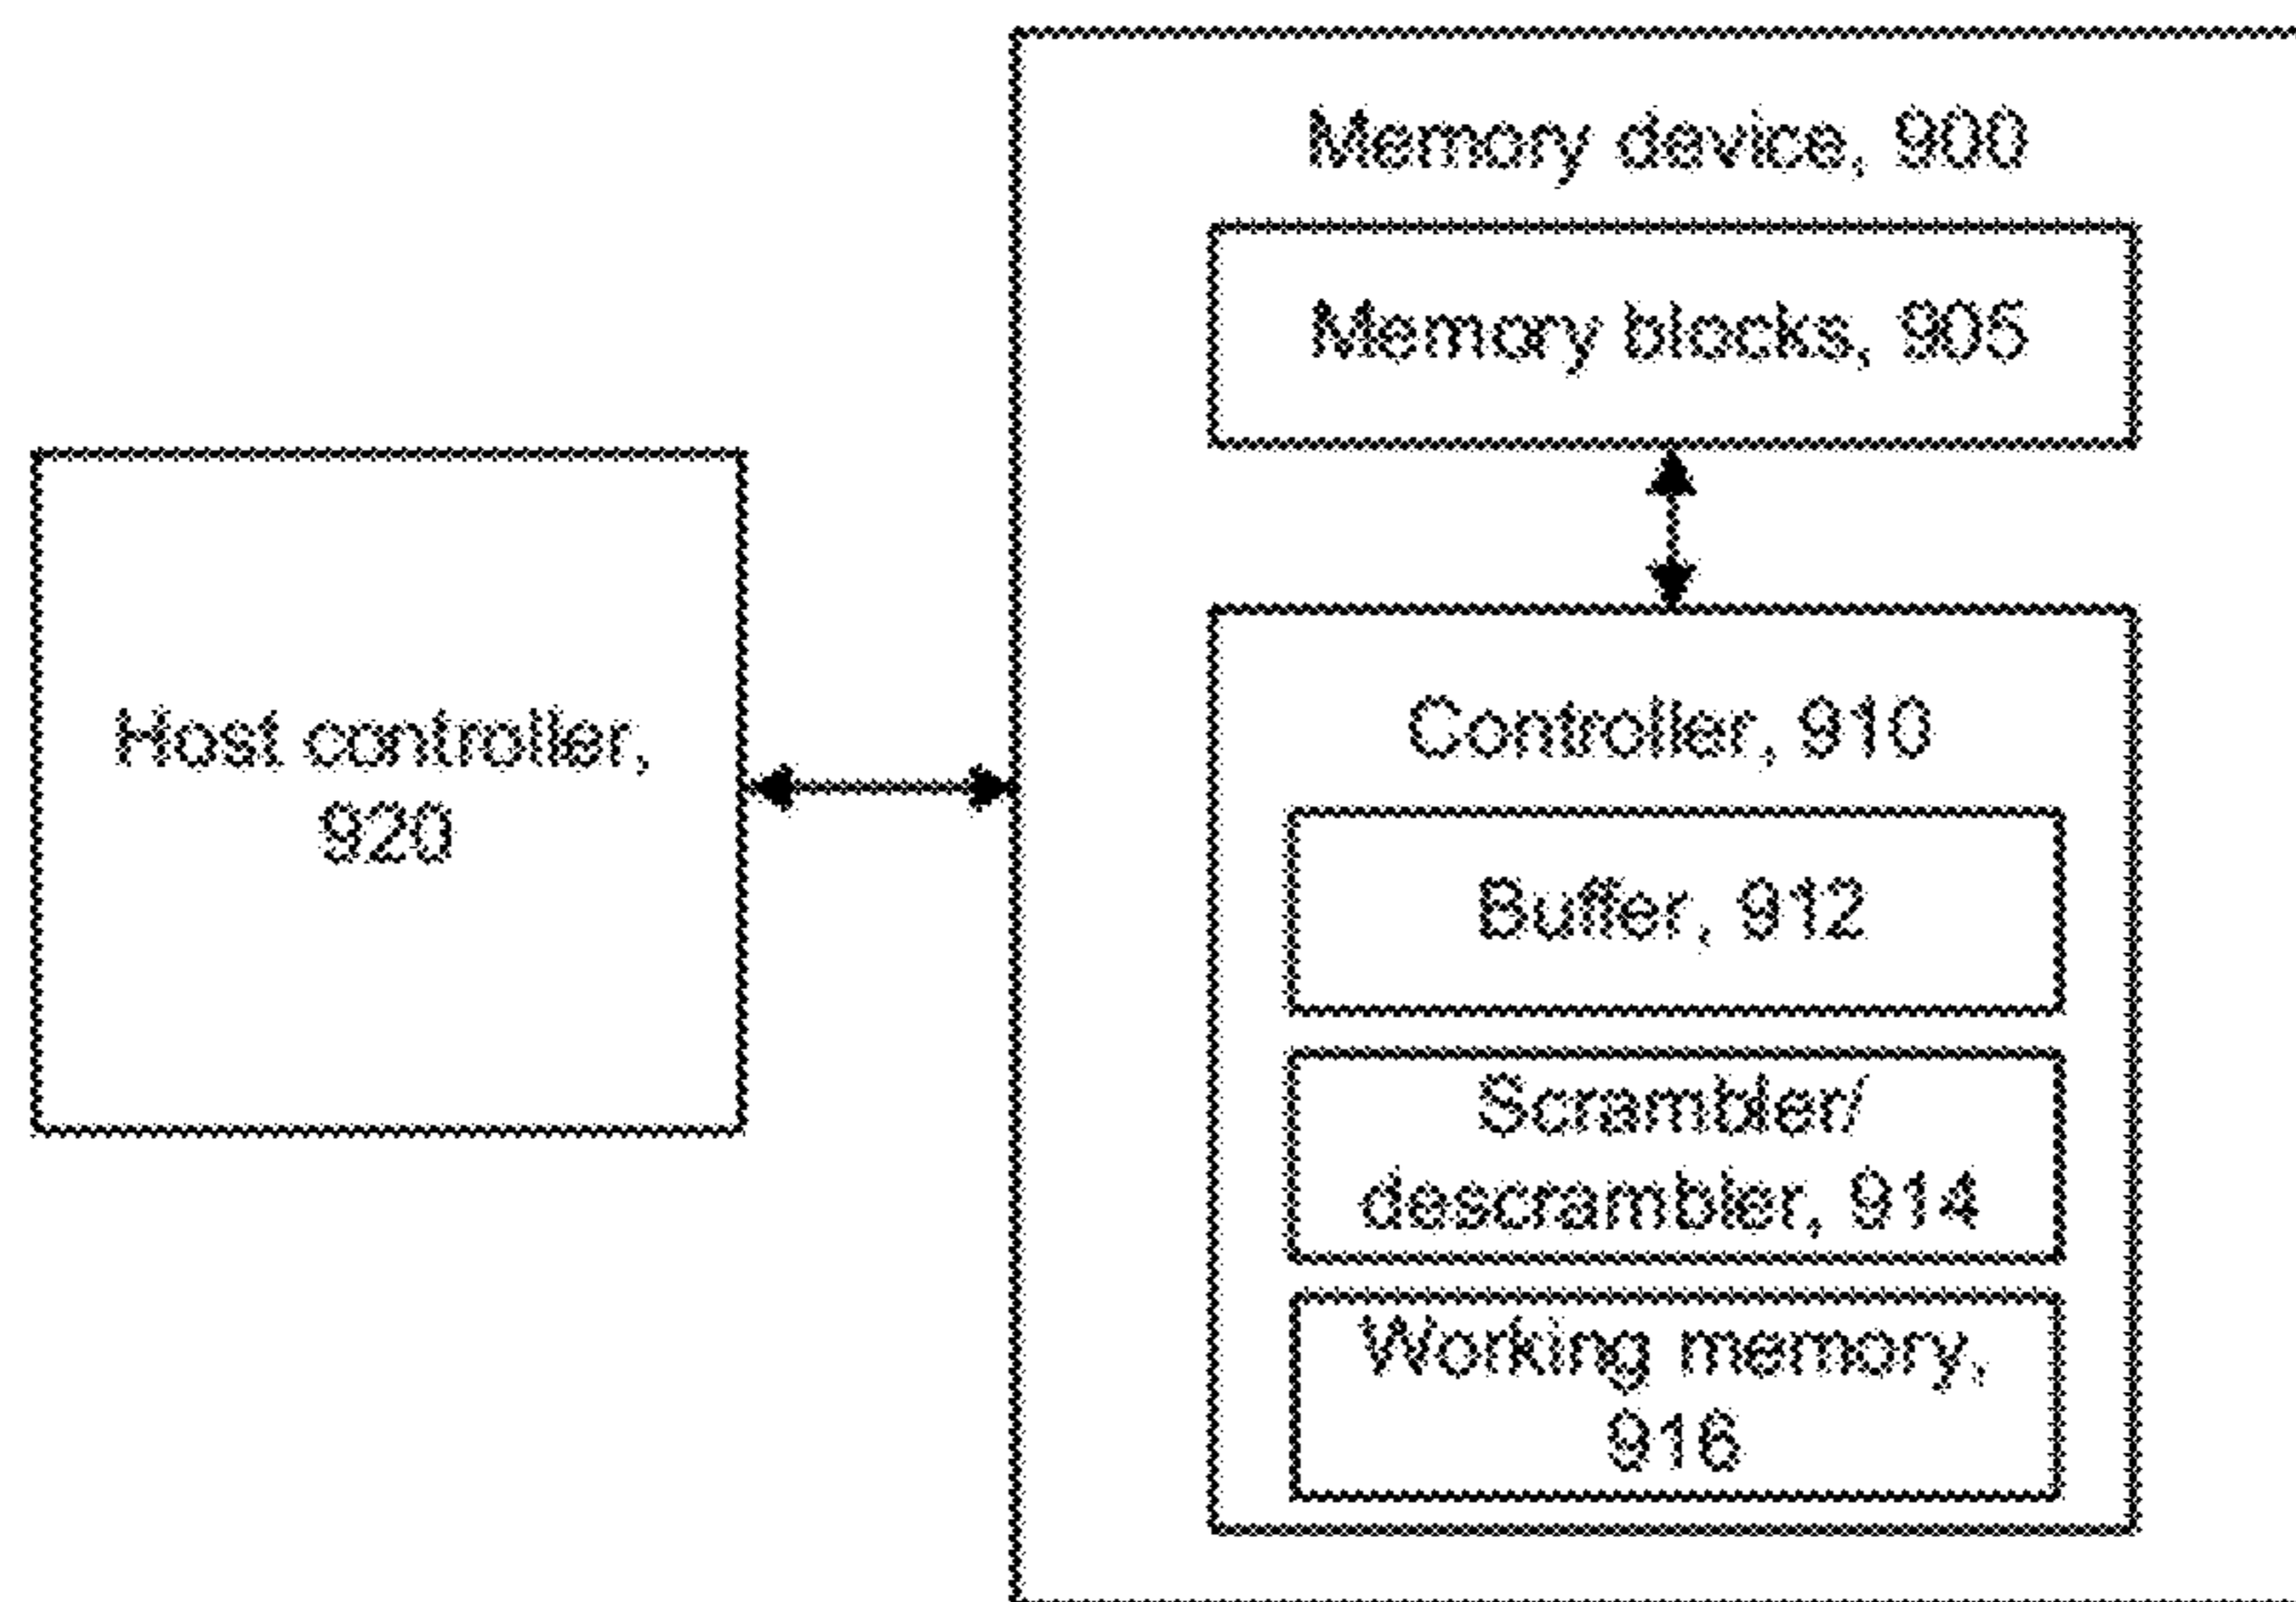 Memory device, 900
Memory blocks, 905
Host controller,
920
Controller, 910
Buffer, 912
Scrambler/
descrambler, 914
Working memory,
916